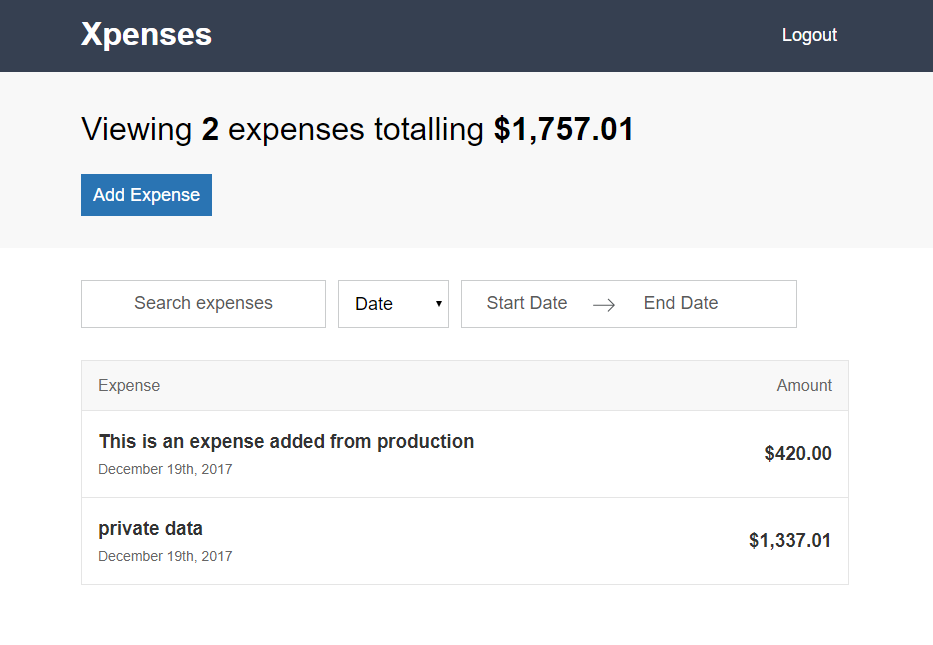 Xpenses
Logout
Viewing 2 expenses totalling $1,757.01
Add Expense
Search expenses
Date
Start Date
End Date
Expense
Amount
This is an expense added from production
December 19th, 2017
$420.00
private data
December 19th, 2017
$1,337.01